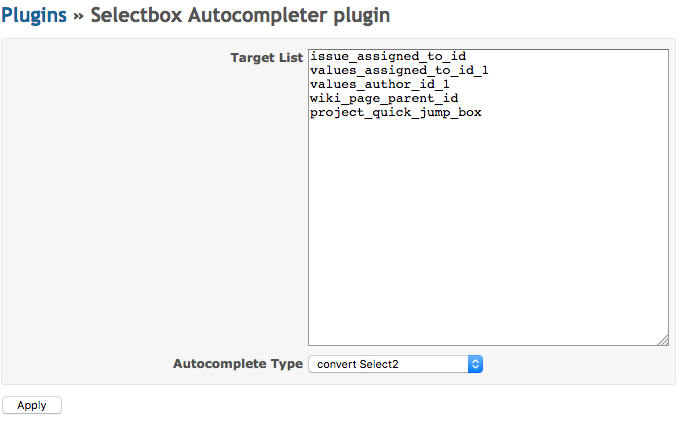 Plugins » Selectbox Autocompleter plugin
Target List
issue_assigned_to_id
values_assigned_to_id_1
values_author_id_1
wiki_page_parent_id
project_quick_jump_box
Autocomplete Type convert Select2
Apply